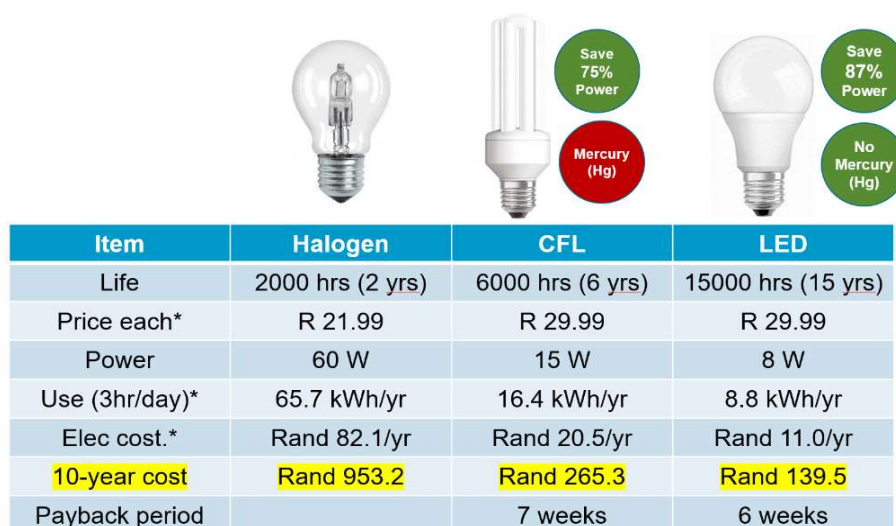 Save
75%
Power
Mercury
(Hg)
Save
87%
Power
No
Mercury
(Hg)
Item Halogen CFL LED
Life 2000 hrs (2 yrs) 6000 hrs (6 yrs) 15000 hrs (15 yrs)
Price each* R 21.99 R 29.99 R 29.99
Power 60 W 15 W 8 W
Use (3hr/day)* 65.7 kWh/yr 16.4 kWh/yr 8.8 kWh/yr
Elec cost.* Rand 82.1/yr Rand 20.5/yr Rand 11.0/yr
10-year cost Rand 953.2 Rand 265.3 Rand 139.5
Payback period 7 weeks 6 weeks